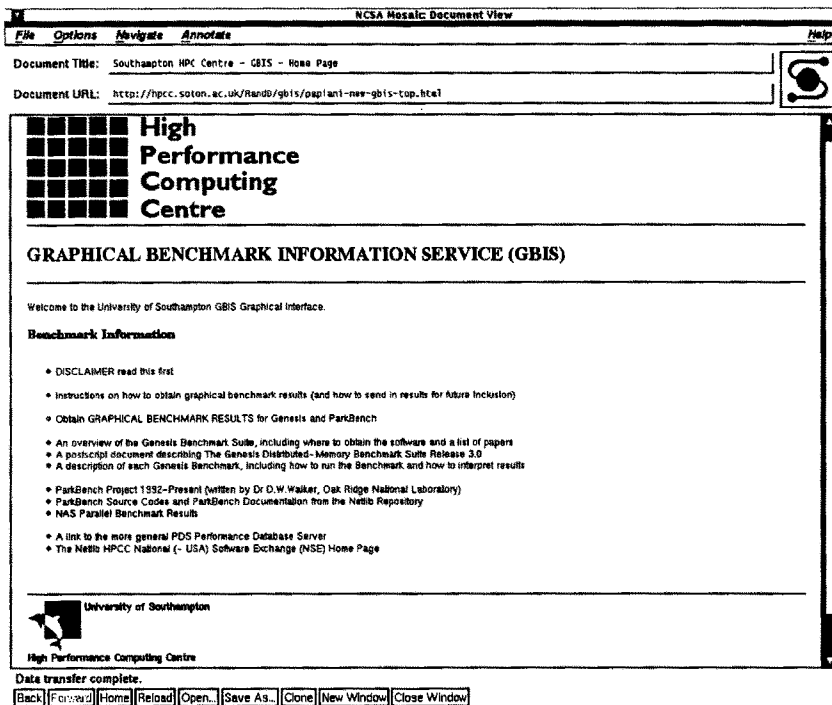 NCSA Mosaic: Document View
File Options Navigate Annotate Help
Document Title: Southampton HPC Centre - GBIS - Home Page
Document URL: http://hpcc.soton.ac.uk/RandD/gbis/papiani-new-gbis-top.html
High
Performance
Computing
Centre
GRAPHICAL BENCHMARK INFORMATION SERVICE (GBIS)
Welcome to the University of Southampton GBIS Graphical Interface.
Benchmark Information
DISCLAIMER read this first
Instructions on how to obtain graphical benchmark results (and how to send in results for future inclusion)
Obtain GRAPHICAL BENCHMARK RESULTS for Genesis and ParkBench
An overview of the Genesis Benchmark Suite, including where to obtain the software and a list of papers
A postscript document describing The Genesis Distributed-Memory Benchmark Suite Release 3.0
A description of each Genesis Benchmark, including how to run the Benchmark and how to interpret results
ParkBench Project 1992-Present (written by Dr D.W.Walker, Oak Ridge National Laboratory)
ParkBench Source Codes and ParkBench Documentation from the Netlib Repository
NAS Parallel Benchmark Results
A link to the more general PDS Performance Database Server
The Netlib HPCC National (- USA) Software Exchange (NSE) Home Page
University of Southampton
High Performance Computing Centre
Data transfer complete.
Back Forward Home Reload Open... Save As... Clone New Window Close Window